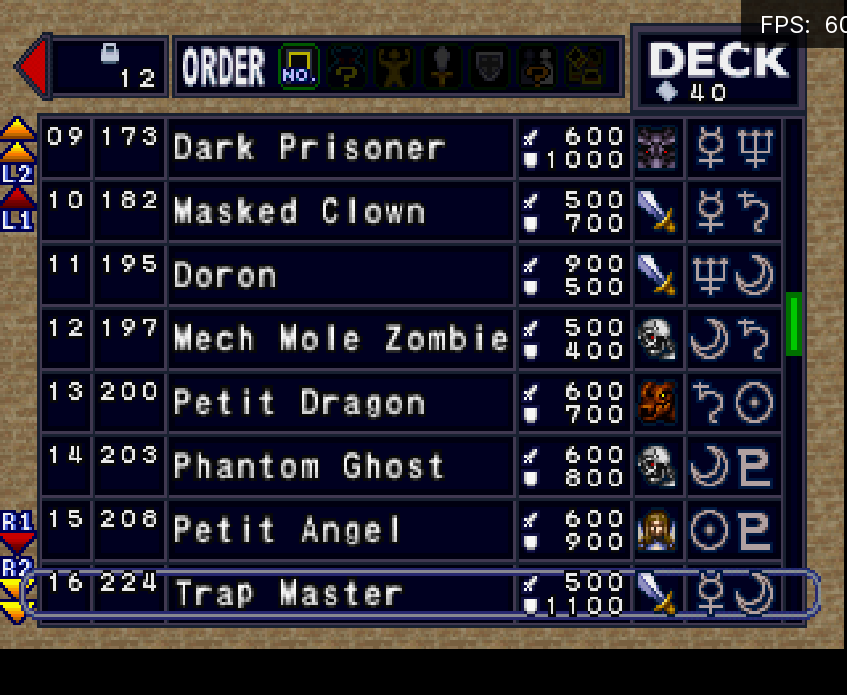 FPS: 60
12 ORDER NO. ? ? DECK
40
09 173 Dark Prisoner 600 1000
L2
10 182 Masked Clown 500 700
L1
11 195 Doron 900 500
12 197 Mech Mole Zombie 500 400
13 200 Petit Dragon 600 700
14 203 Phantom Ghost 600 800
R1
15 208 Petit Angel 600 900
R2
16 224 Trap Master 500 1100